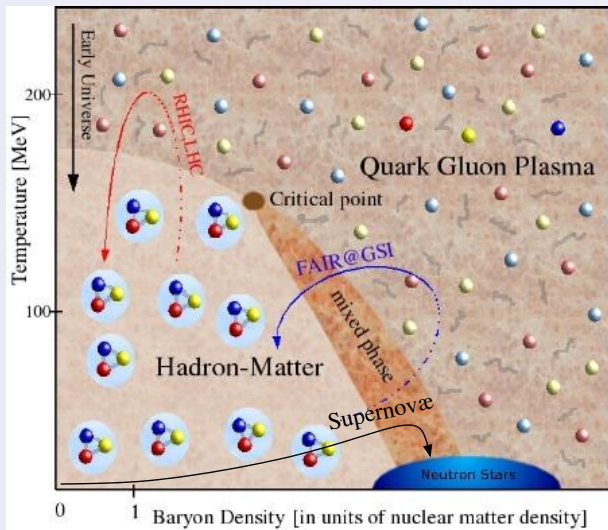 Early Universe
200
RHIC,LHC
Quark Gluon Plasma
Temperature [MeV]
Critical point
FAIR@GSI
100
mixed phase
Hadron-Matter
Supernovæ
Neutron Stars
0
1
Baryon Density [in units of nuclear matter density]